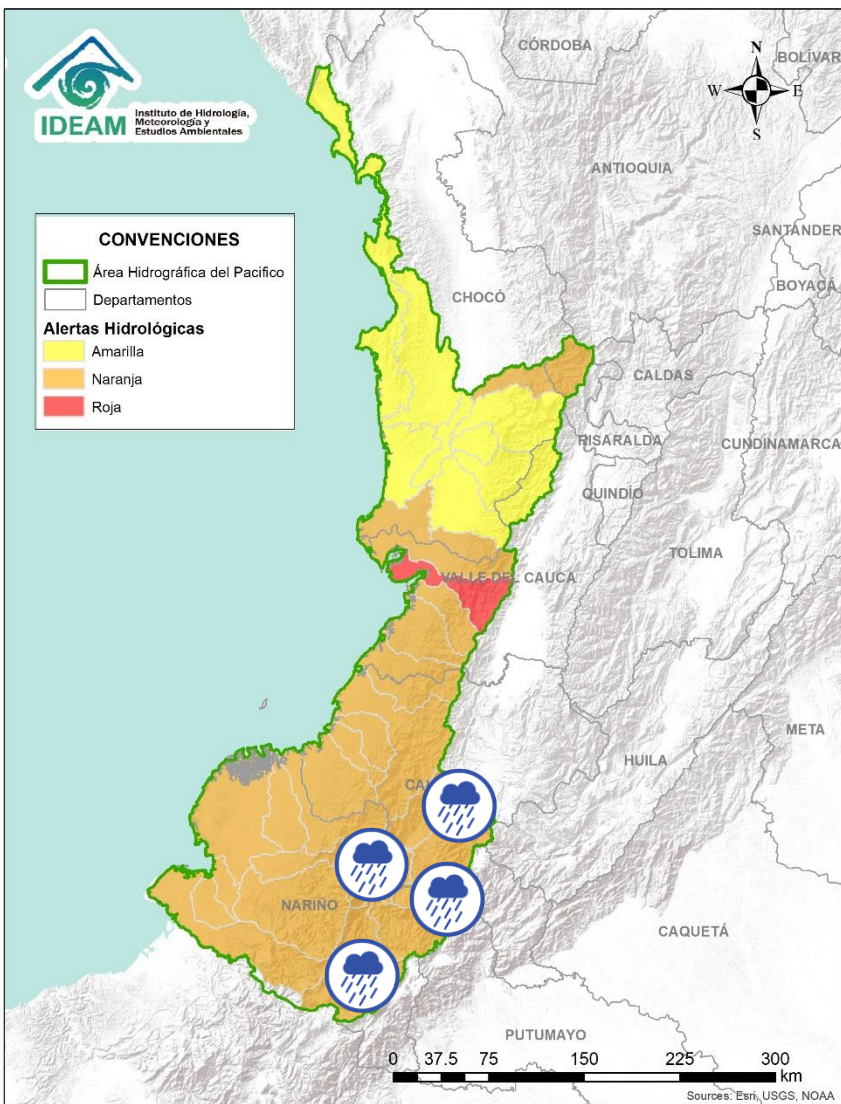 IDEAM
Instituto de Hidrología,
Meteorología y
Estudios Ambientales
CÓRDOBA
BOLÍVAR
N
W
E
S
ANTIOQUIA
SANTANDER
BOYACÁ
CONVENCIONES
Área Hidrográfica del Pacifico
Departamentos
Alertas Hidrológicas
Amarilla
Naranja
Roja
CHOCÓ
CALDAS
RISARALDA
CUNDINAMARCA
QUINDÍO
TOLIMA
VALLE DEL CAUCA
META
HUILA
NARIÑO
CAQUETÁ
PUTUMAYO
0 37.5 75 150 225 300
km
Sources: Esri, USGS, NOAA